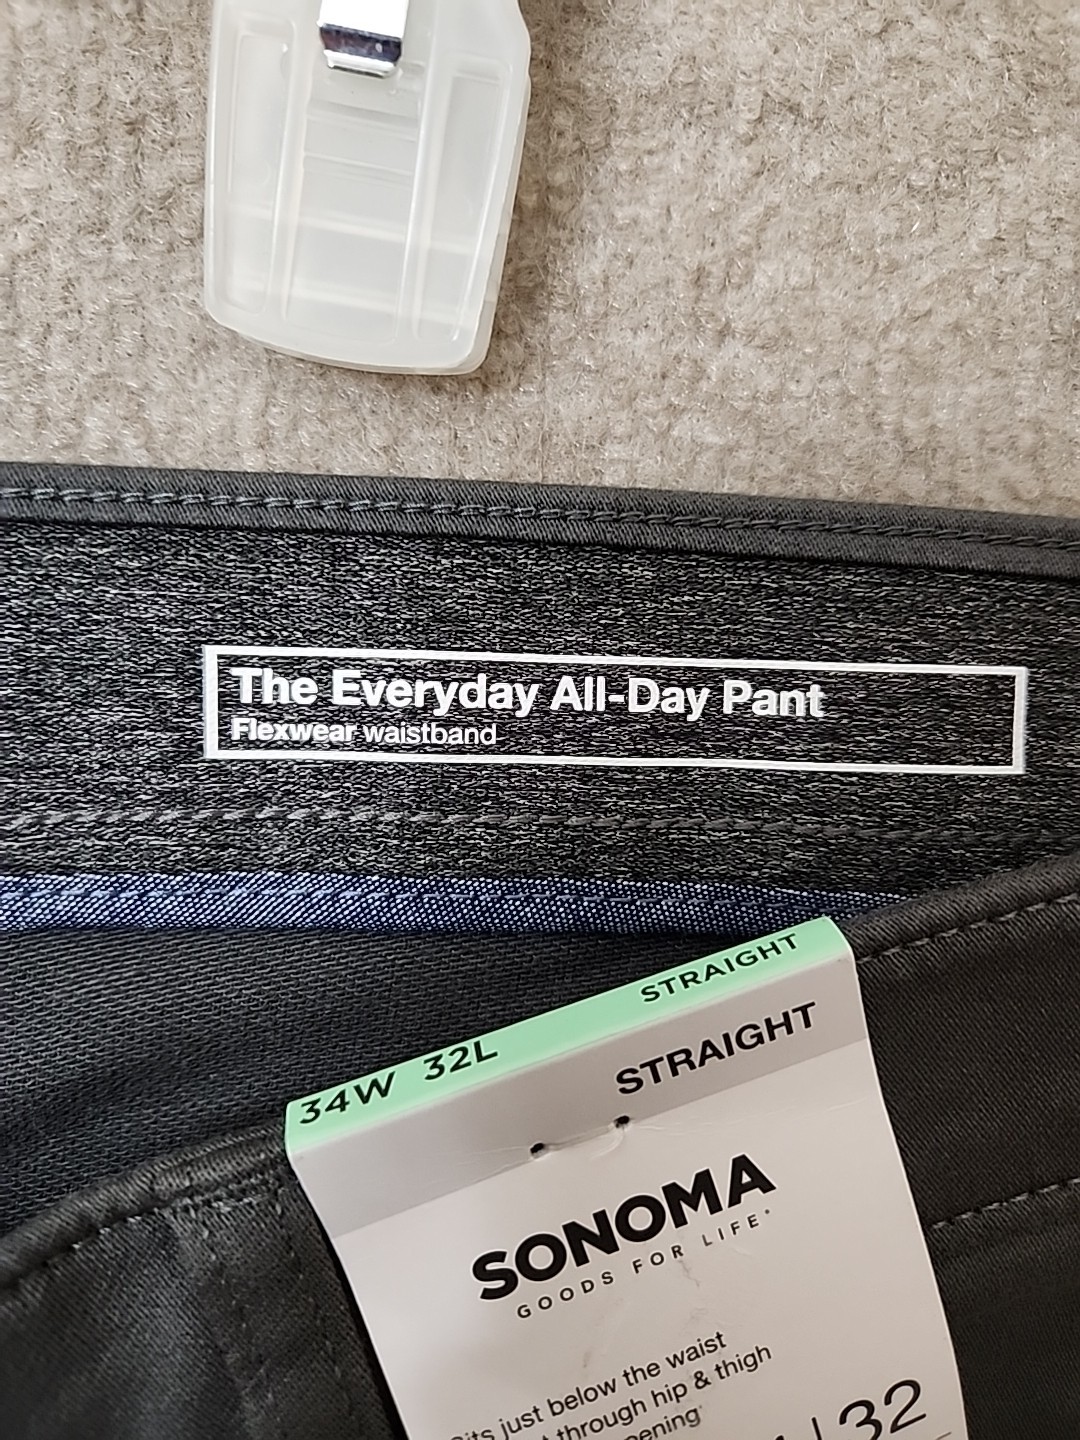 The Everyday All-Day Pant
Flexwear waistband
34W 32L STRAIGHT
STRAIGHT
SONOMA
GOODS FOR LIFE
just below the waist
through hip & thigh
32